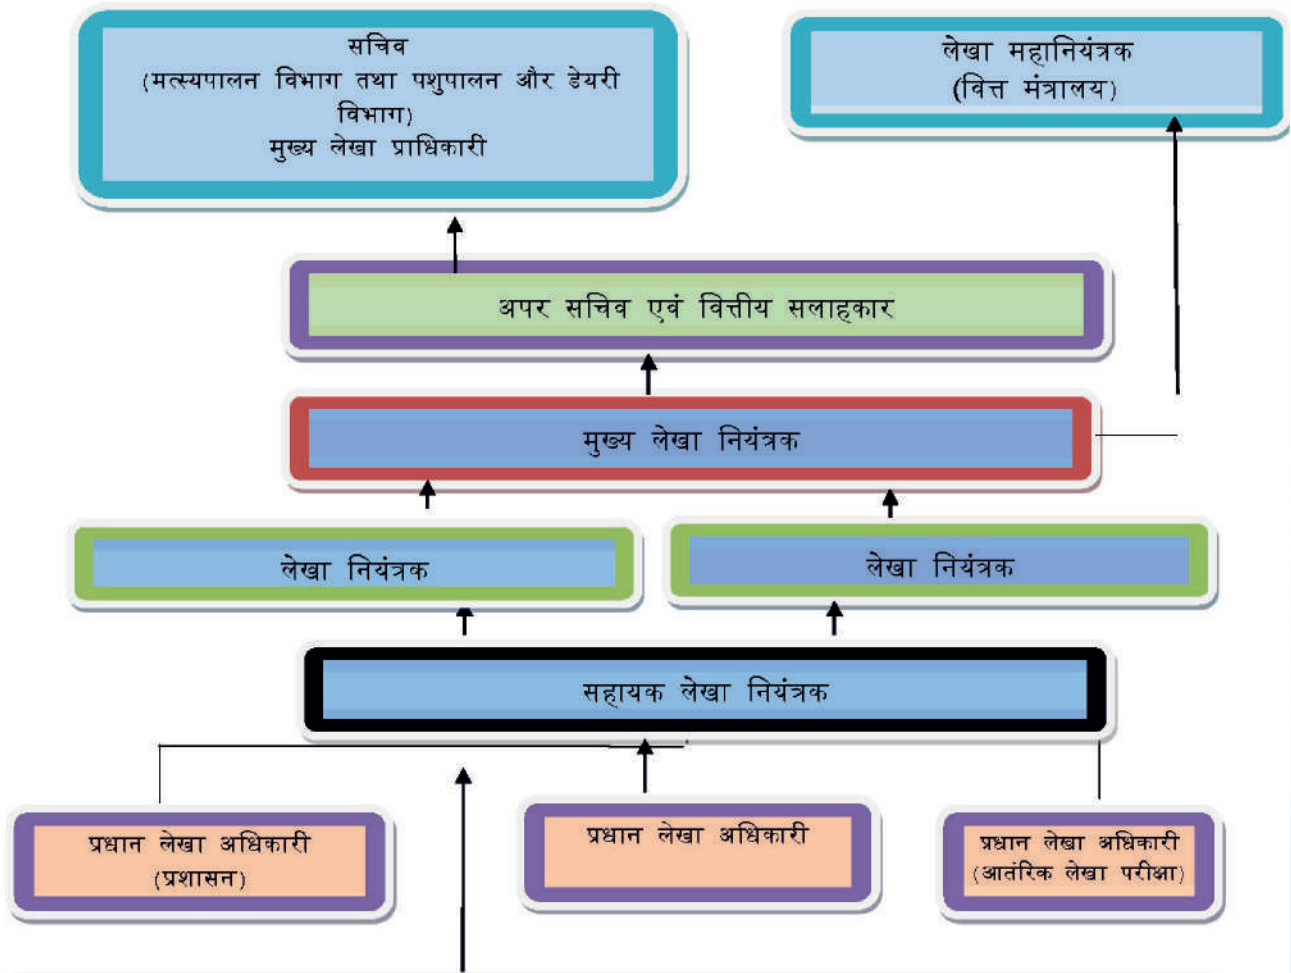 सचिव
(मत्स्यपालन विभाग तथा पशुपालन और डेयरी
विभाग)
मुख्य लेखा प्राधिकारी
लेखा महानियंत्रक
(वित्त मंत्रालय)
अपर सचिव एवं वित्तीय सलाहकार
मुख्य लेखा नियंत्रक
लेखा नियंत्रक
लेखा नियंत्रक
सहायक लेखा नियंत्रक
प्रधान लेखा अधिकारी
(प्रशासन)
प्रधान लेखा अधिकारी
प्रधान लेखा अधिकारी
(आतंरिक लेखा परीक्षा)